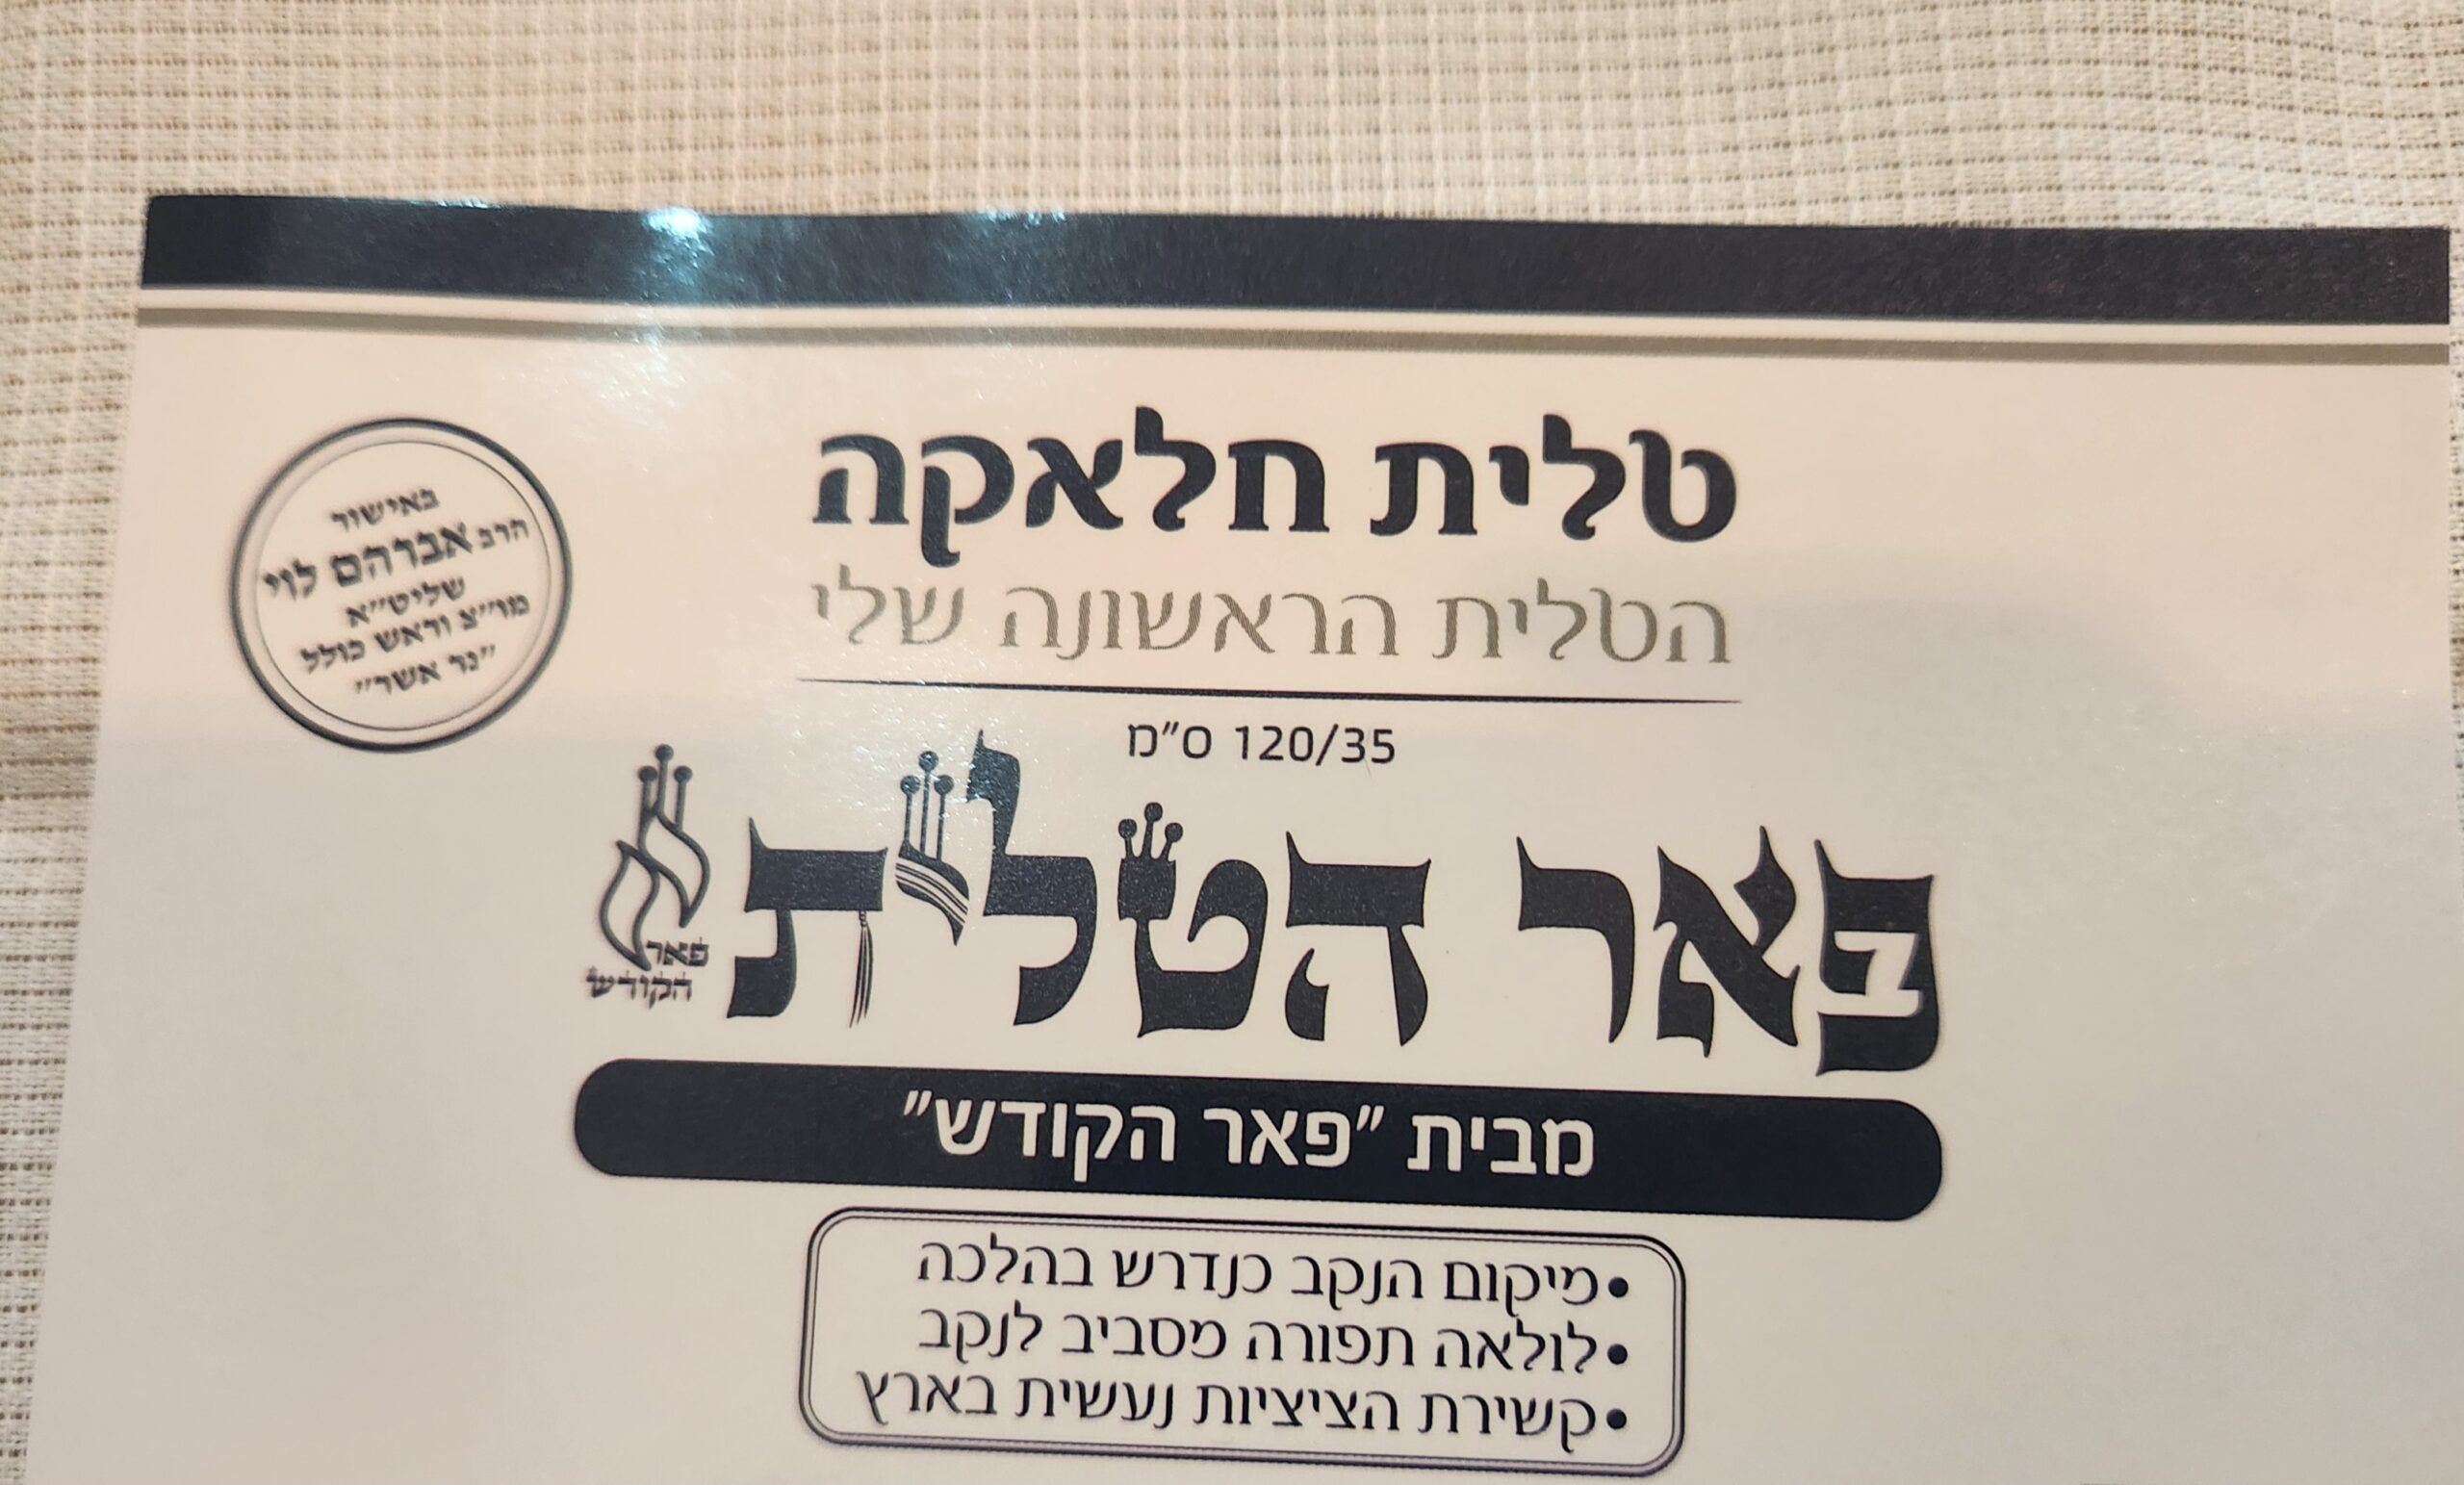 טלית חלאקה
הטלית הראשונה שלי
120/35 ס"מ
פאר הטלית
פאר
הקודש
מבית "פאר הקודש"
•מיקום הנקב כנדרש בהלכה
•לולאה תפורה מסביב לנקב
•קשירת הציציות נעשית בארץ
באישור
הרב אברהם לוי
שליט"א
מו"צ וראש כולל
"נר אשר"